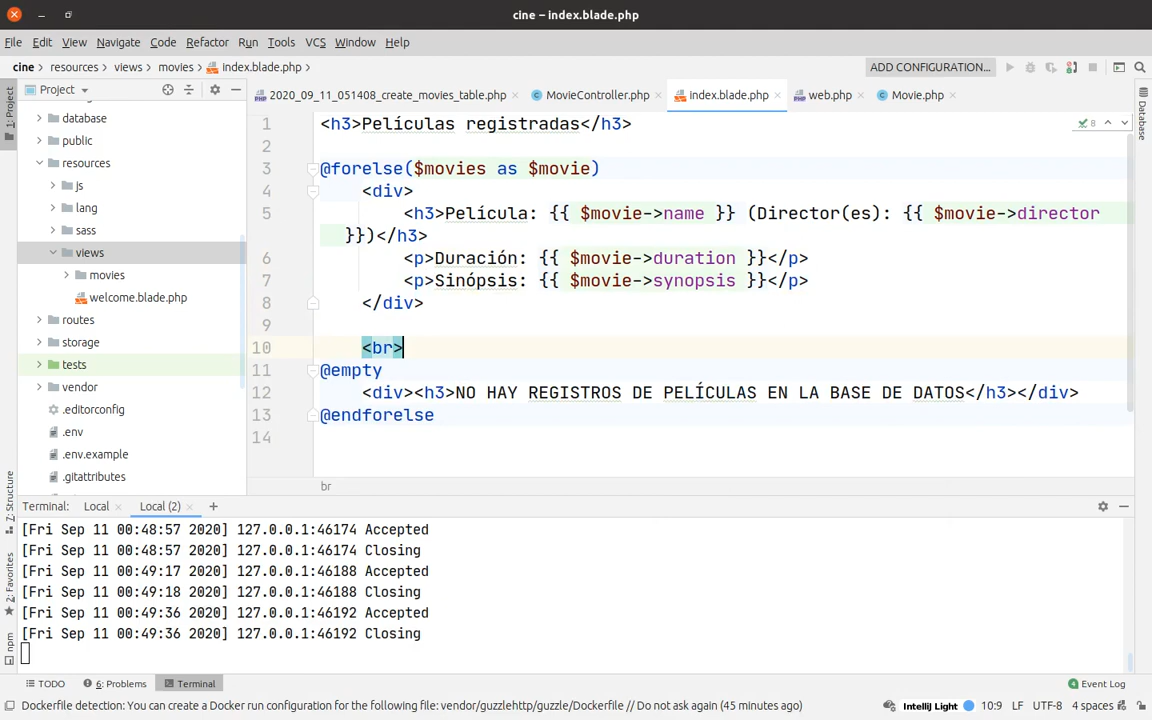 cine – index.blade.php
File Edit View Navigate Code Refactor Run Tools VCS Window Help
cine resources views movies index.blade.php ADD CONFIGURATION...
Project 2020_09_11_051408_create_movies_table.php MovieController.php index.blade.php web.php Movie.php
1: Project
Database
database
public
resources
js
lang
sass
views
movies
welcome.blade.php
routes
storage
tests
vendor
.editorconfig
.env
.env.example
.gitattributes
8
1 <h3>Películas registradas</h3>
2
3 @forelse($movies as $movie)
4 <div>
5 <h3>Película: {{ $movie->name }} (Director(es): {{ $movie->director
}})</h3>
6 <p>Duración: {{ $movie->duration }}</p>
7 <p>Sinópsis: {{ $movie->synopsis }}</p>
8 </div>
9
10 <br>
11 @empty
12 <div><h3>NO HAY REGISTROS DE PELÍCULAS EN LA BASE DE DATOS</h3></div>
13 @endforelse
14
br
Z: Structure
2: Favorites
npm
Terminal: Local Local (2) +
[Fri Sep 11 00:48:57 2020] 127.0.0.1:46174 Accepted
[Fri Sep 11 00:48:57 2020] 127.0.0.1:46174 Closing
[Fri Sep 11 00:49:17 2020] 127.0.0.1:46188 Accepted
[Fri Sep 11 00:49:18 2020] 127.0.0.1:46188 Closing
[Fri Sep 11 00:49:36 2020] 127.0.0.1:46192 Accepted
[Fri Sep 11 00:49:36 2020] 127.0.0.1:46192 Closing
TODO 6: Problems Terminal 4 Event Log
Dockerfile detection: You can create a Docker run configuration for the following file: vendor/guzzlehttp/guzzle/Dockerfile // Do not ask again (45 minutes ago) IntelliJ Light 10:9 LF UTF-8 4 spaces